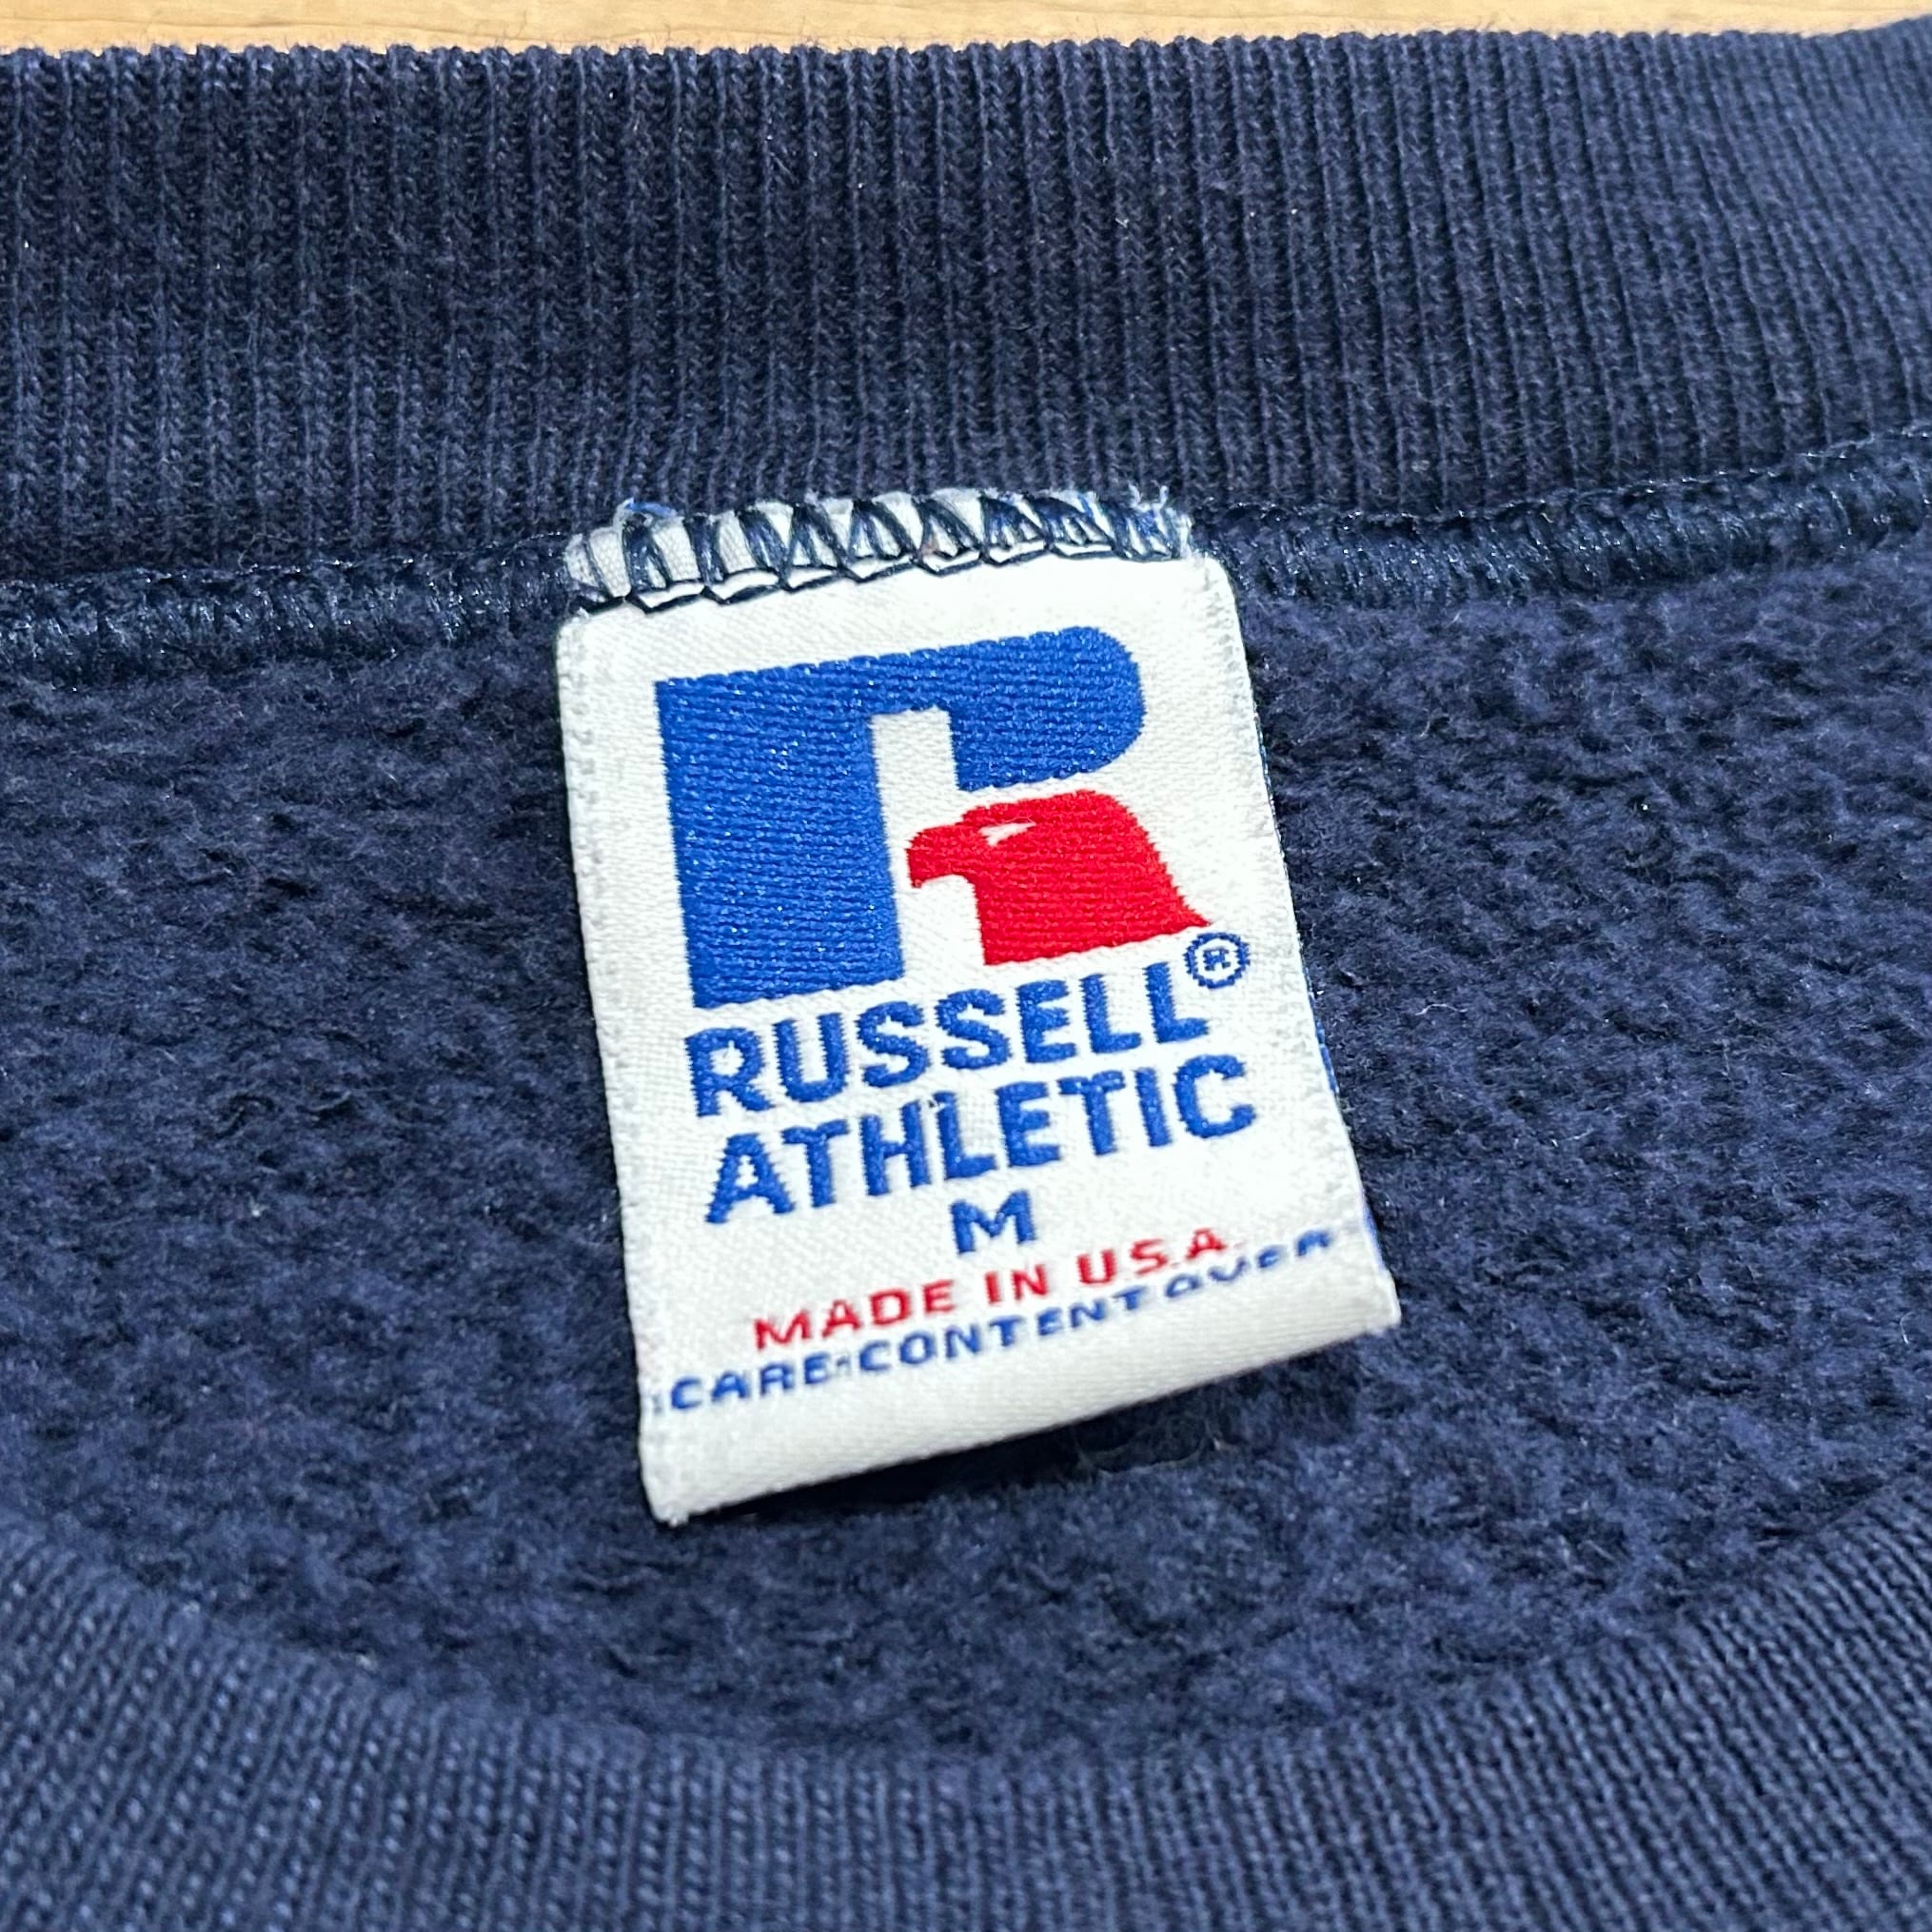 R
RUSSELL®
ATHLETIC
M
MADE IN U.S.A.
CARE·CONTENT OVER